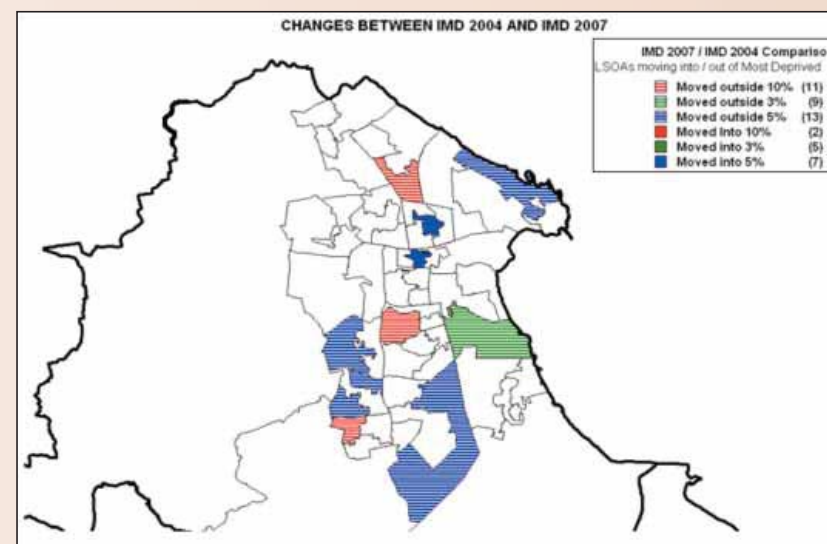 CHANGES BETWEEN IMD 2004 AND IMD 2007
IMD 2007 / IMD 2004 Compariso
LSOAs moving into / out of Most Deprived
Moved outside 10% (11)
Moved outside 3% (9)
Moved outside 5% (13)
Moved Into 10% (2)
Moved into 3% (5)
Moved into 5% (7)